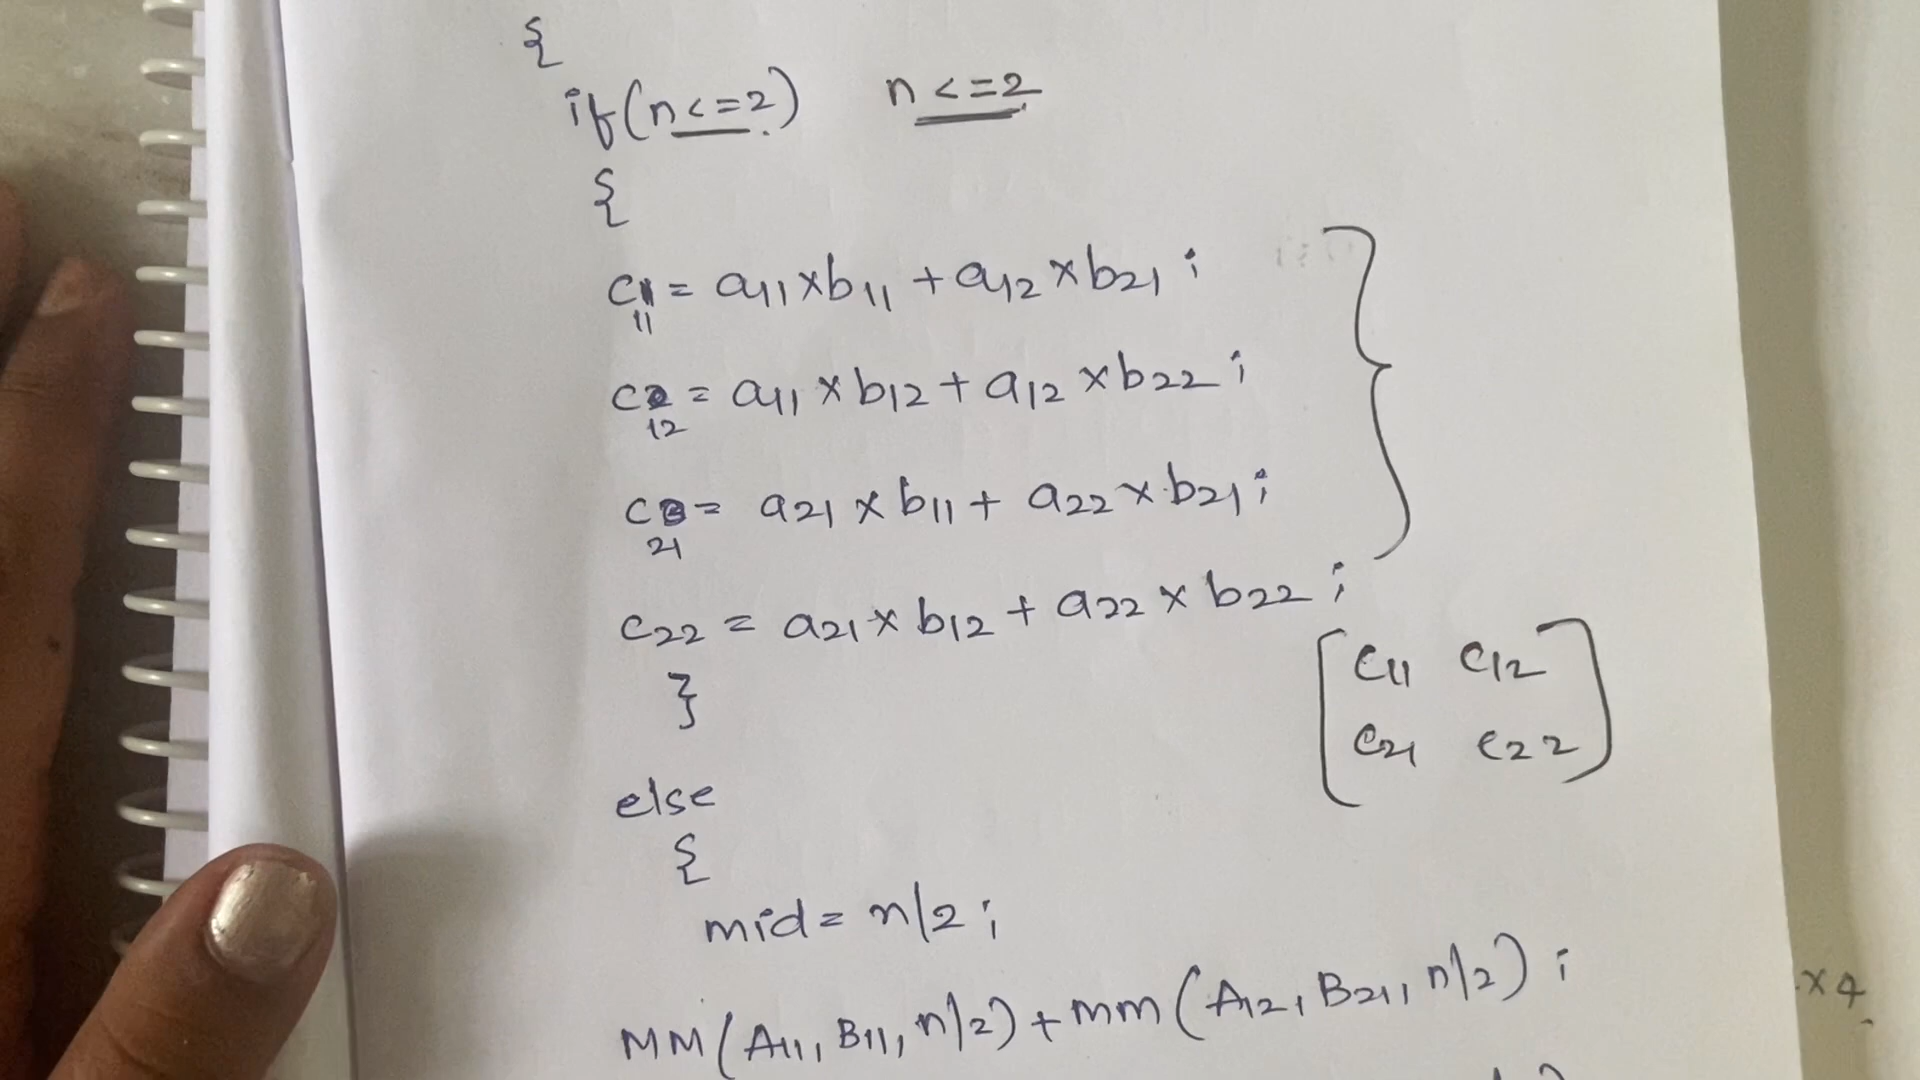 {
if(n<=2) n<=2
{
c11 = a11×b11 + a12×b21;
c12 = a11×b12 + a12×b22;
c21 = a21×b11 + a22×b21;
c22 = a21×b12 + a22×b22;
}
c11 c12
c21 c22
else
{
mid = n/2;
MM(A11, B11, n/2) + MM(A12, B21, n/2);
×4